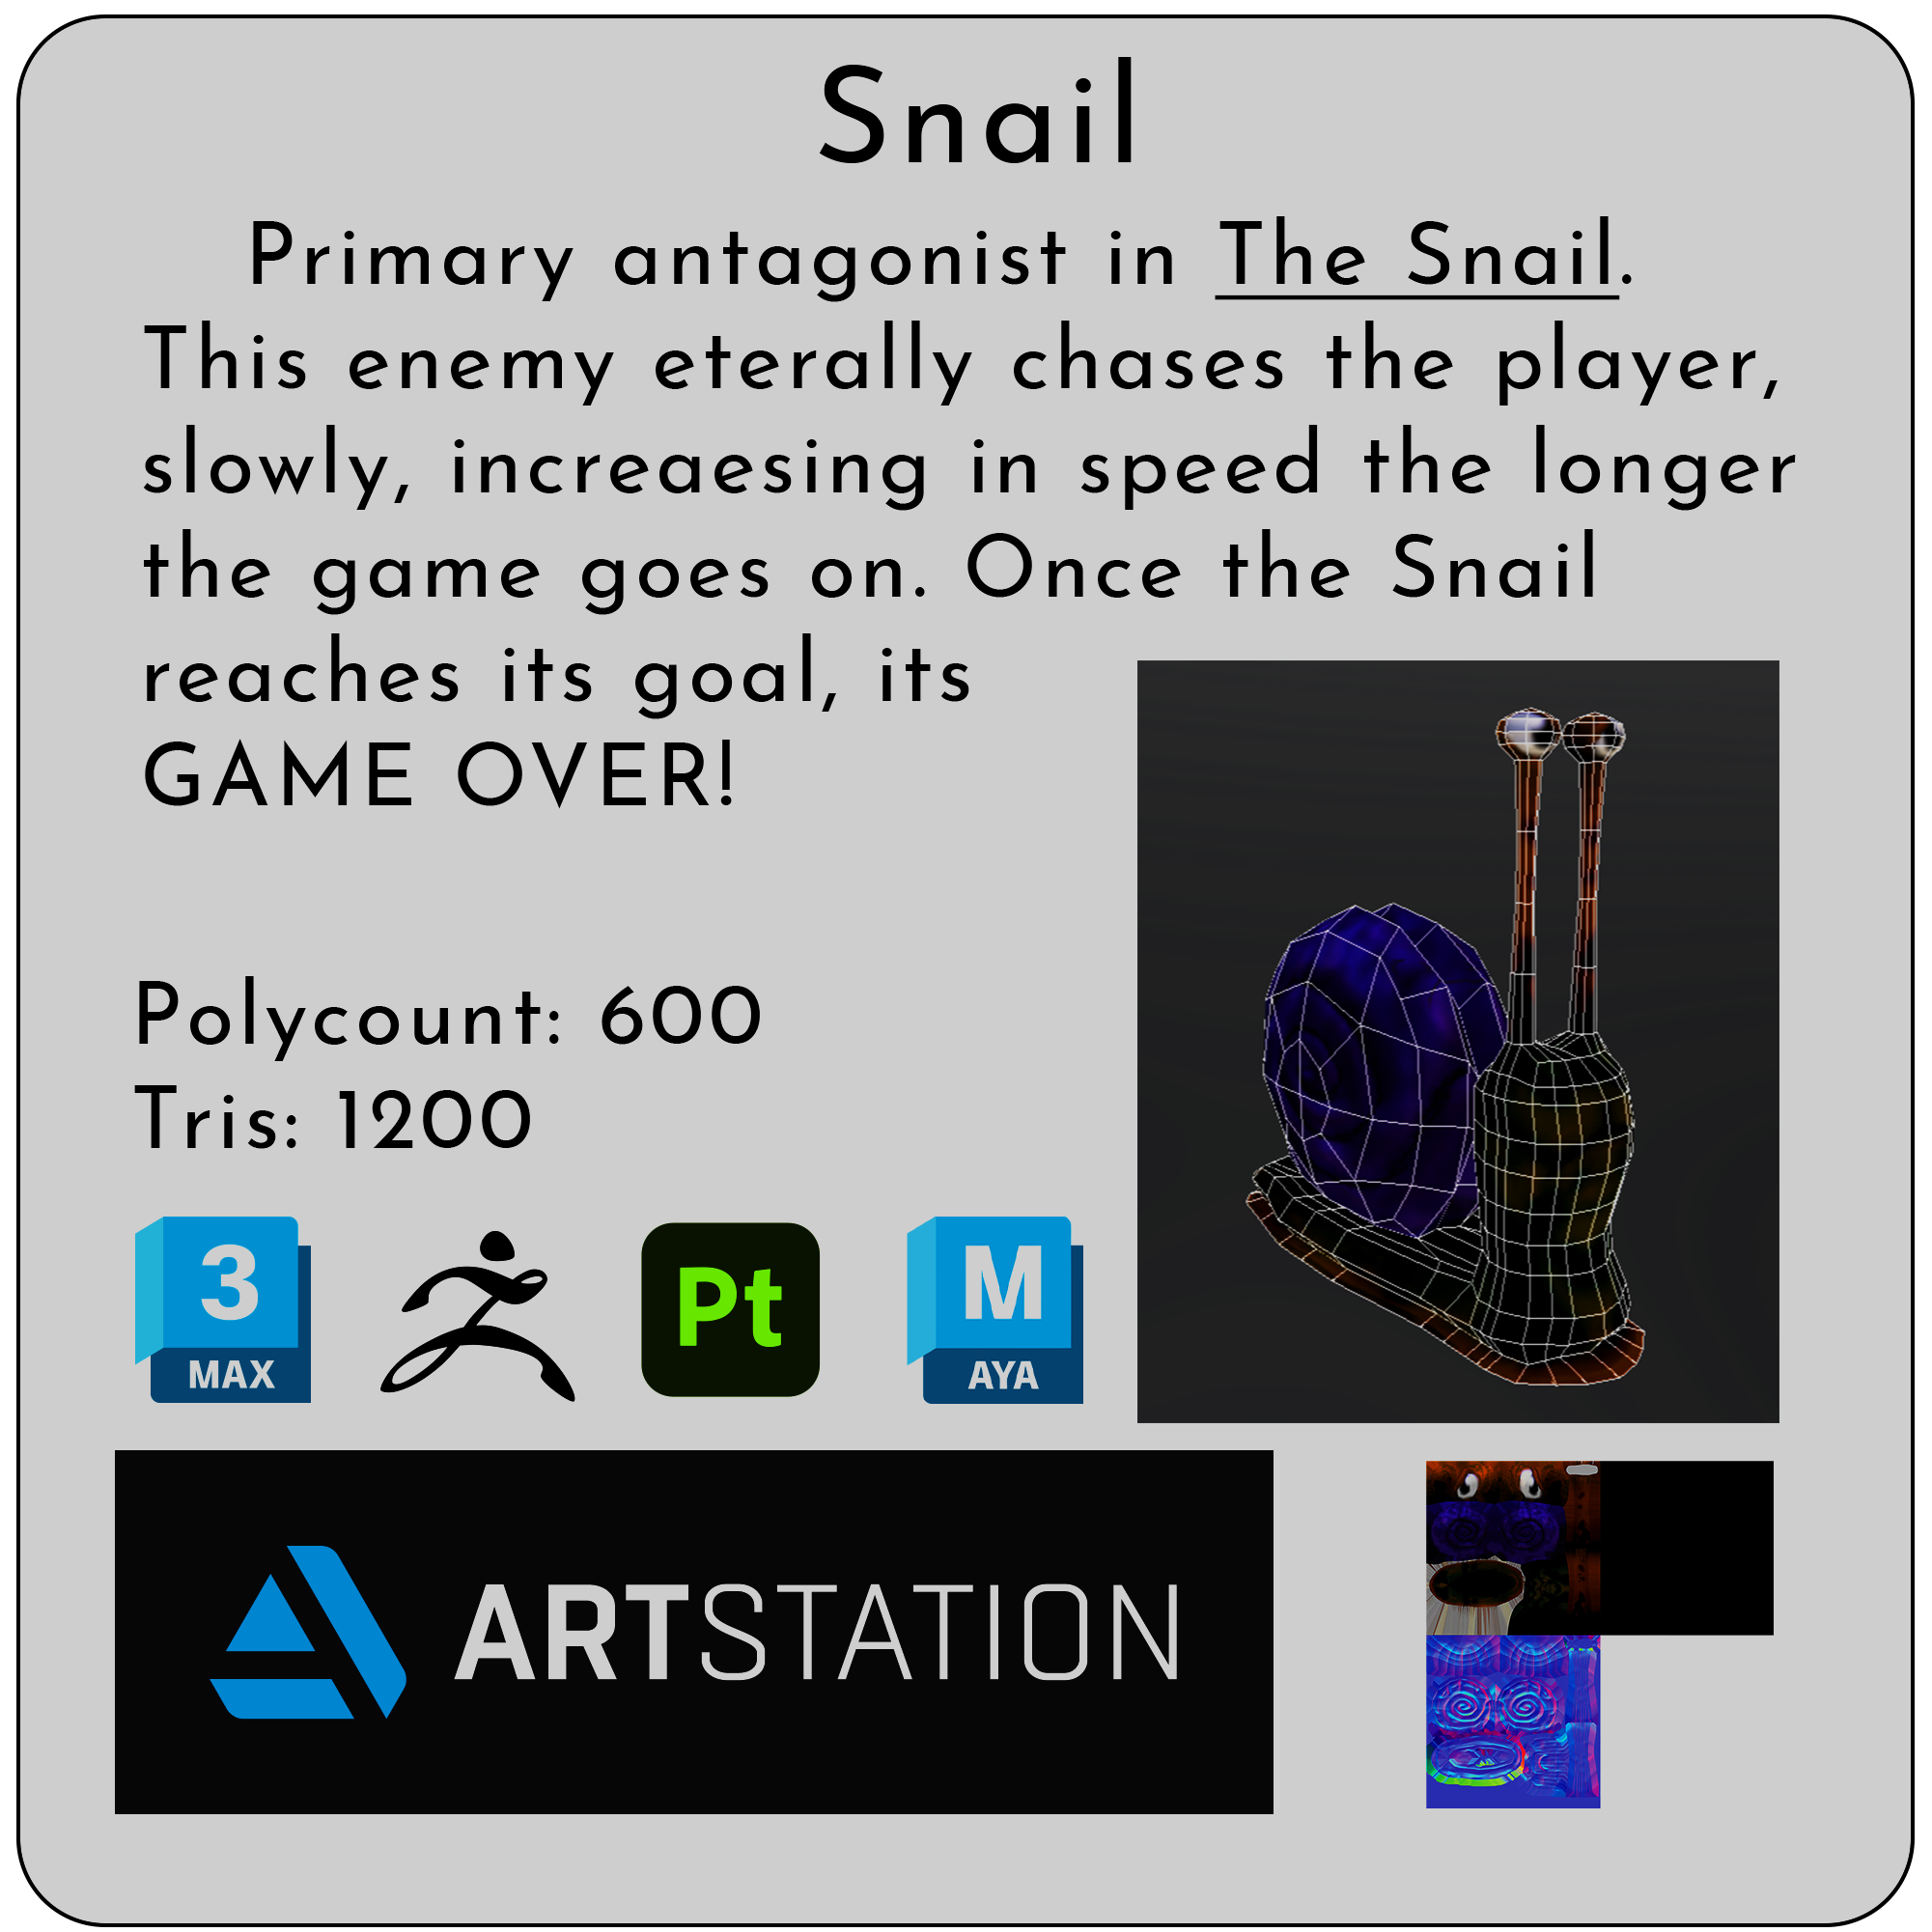 Snail
Primary antagonist in The Snail.
This enemy eterally chases the player,
slowly, increaesing in speed the longer
the game goes on. Once the Snail
reaches its goal, its
GAME OVER!
Polycount: 600
Tris: 1200
3
MAX
Pt
M
AYA
ARTSTATION